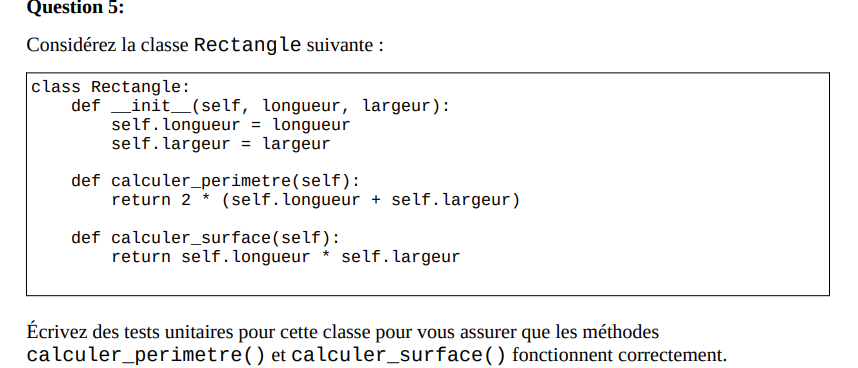 Question 5:
Considérez la classe Rectangle suivante :
class Rectangle:
    def __init__(self, longueur, largeur):
        self.longueur = longueur
        self.largeur = largeur
    def calculer_perimetre(self):
        return 2 * (self.longueur + self.largeur)
    def calculer_surface(self):
        return self.longueur * self.largeur
Écrivez des tests unitaires pour cette classe pour vous assurer que les méthodes
calculer_perimetre() et calculer_surface() fonctionnent correctement.